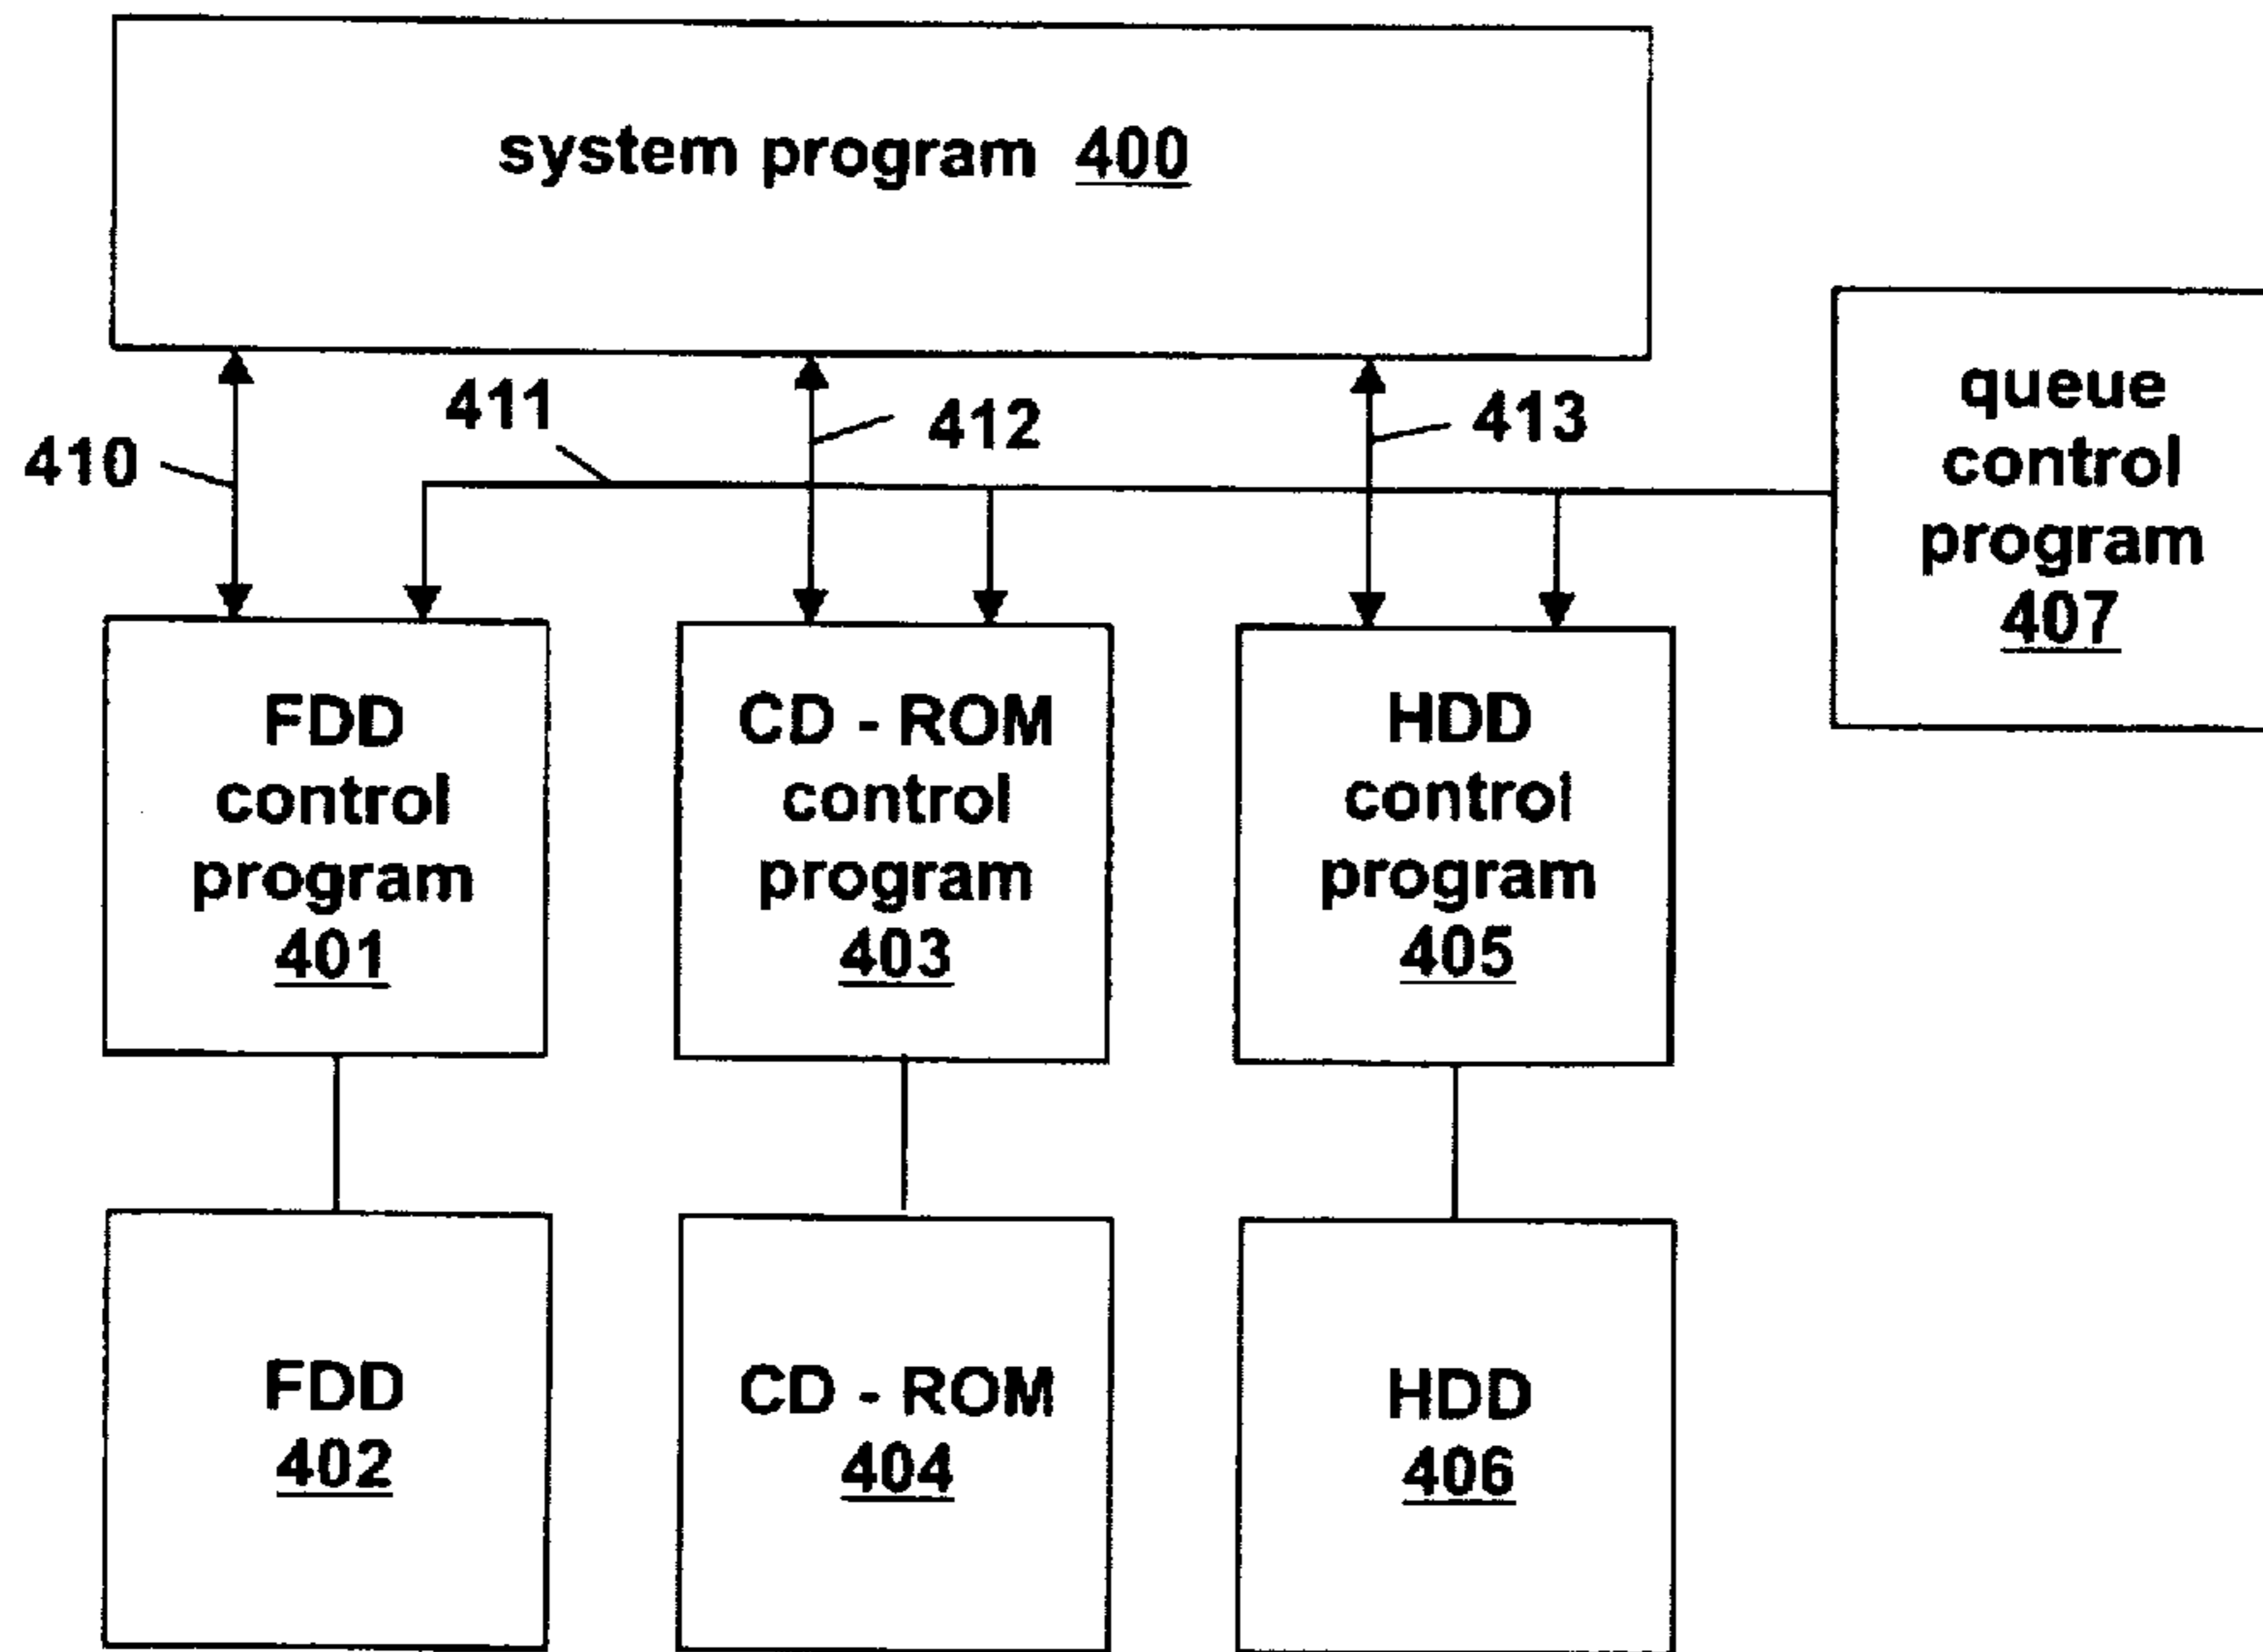 system program 400
411
412
413
410
queue
control
program
407
FDD
control
program
401
CD - ROM
control
program
403
HDD
control
program
405
FDD
402
CD - ROM
404
HDD
406